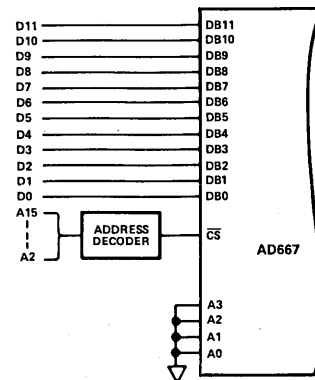 D11 DB11
D10 DB10
D9 DB9
D8 DB8
D7 DB7
D6 DB6
D5 DB5
D4 DB4
D3 DB3
D2 DB2
D1 DB1
D0 DB0
A15
ADDRESS
DECODER
CS
A2
AD667
A3
A2
A1
A0